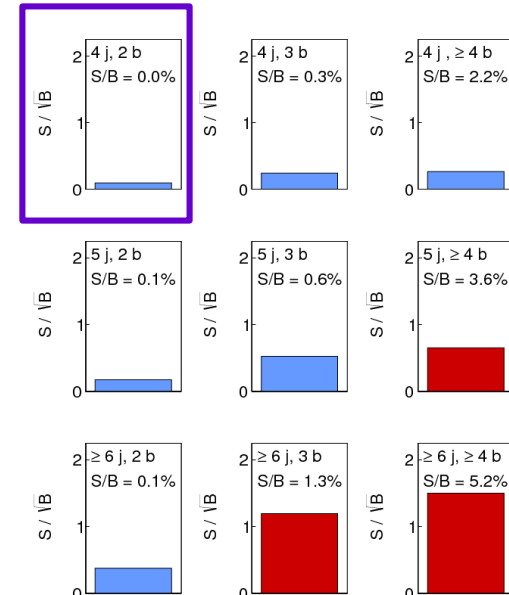 4 j, 2 b
S/B = 0.0%
S / √B
2
1
0
4 j, 3 b
S/B = 0.3%
S / √B
2
1
0
4 j , ≥ 4 b
S/B = 2.2%
S / √B
2
1
0
5 j, 2 b
S/B = 0.1%
S / √B
2
1
0
5 j, 3 b
S/B = 0.6%
S / √B
2
1
0
5 j, ≥ 4 b
S/B = 3.6%
S / √B
2
1
0
≥ 6 j, 2 b
S/B = 0.1%
S / √B
2
1
0
≥ 6 j, 3 b
S/B = 1.3%
S / √B
2
1
0
≥ 6 j, ≥ 4 b
S/B = 5.2%
S / √B
2
1
0